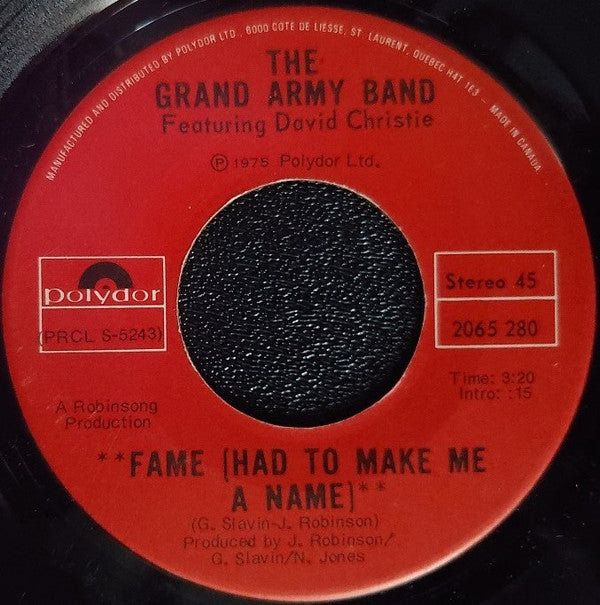 MANUFACTURED AND DISTRIBUTED BY POLYDOR LTD., 6000 COTE DE LIESSE, ST. LAURENT, QUEBEC H4T 1E3 - MADE IN CANADA.
THE
GRAND ARMY BAND
Featuring David Christie
℗ 1975 Polydor Ltd.
polydor
(PRCL S-5243)
Stereo 45
2065 280
Time: 3:20
Intro: :15
A Robinsong
Production
**FAME (HAD TO MAKE ME
A NAME)**
(G. Slavin-J. Robinson)
Produced by J. Robinson/
G. Slavin/N. Jones